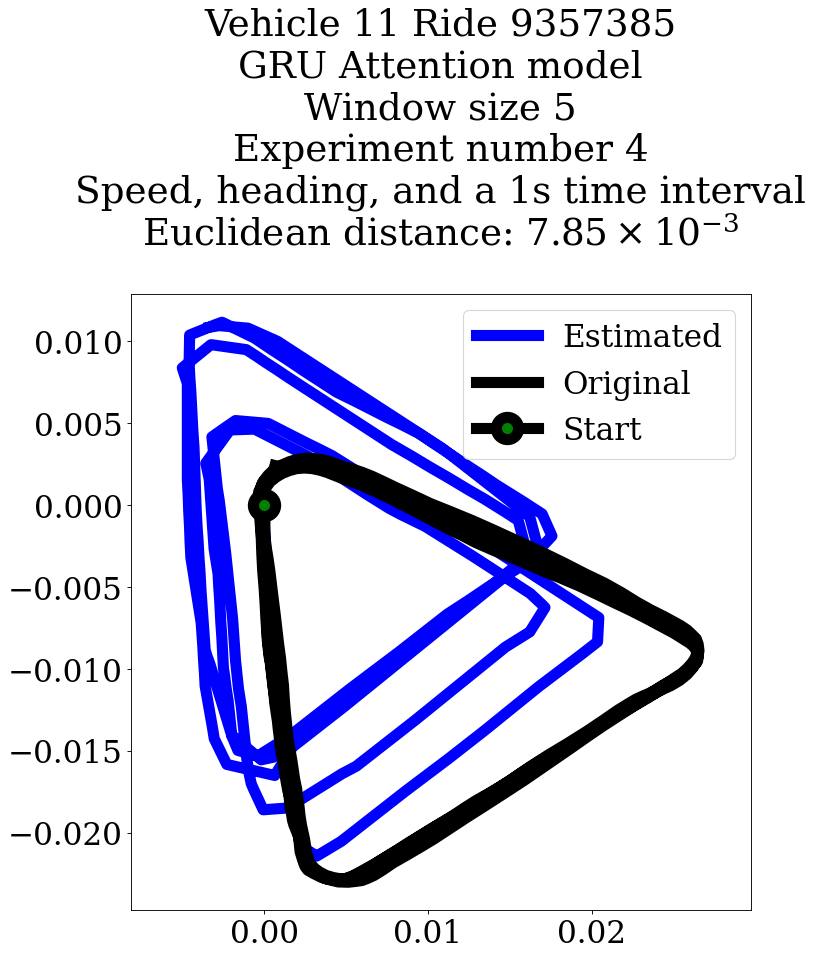 Vehicle 11 Ride 9357385
GRU Attention model
Window size 5
Experiment number 4
Speed, heading, and a 1s time interval
Euclidean distance: 7.85 × 10⁻³
Estimated
Original
Start
0.010
0.005
0.000
−0.005
−0.010
−0.015
−0.020
0.00 0.01 0.02